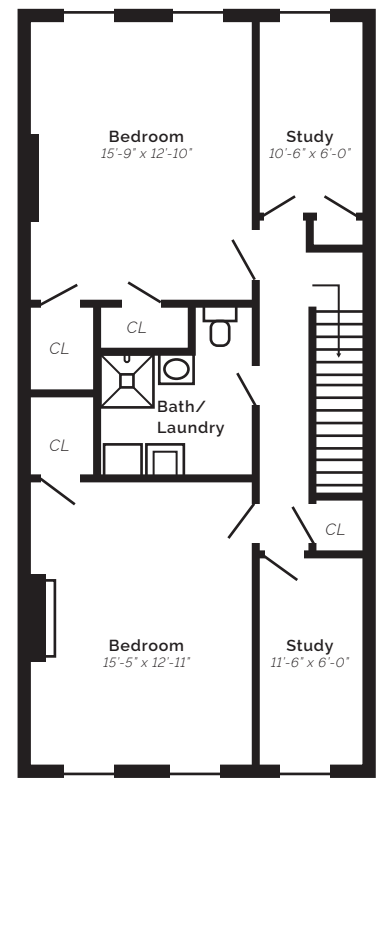 Bedroom
15'-9" x 12'-10"
Study
10'-6" x 6'-0"
CL
CL
Bath/
Laundry
CL
CL
Bedroom
15'-5" x 12'-11"
Study
11'-6" x 6'-0"